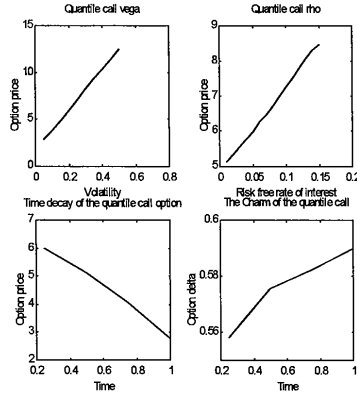 Quantile call vega
15
10
5
0
Option price
0 0.2 0.4 0.6 0.8
Volatility
Quantile call rho
9
8
7
6
5
Option price
0 0.05 0.1 0.15 0.2
Risk free rate of interest
Time decay of the quantile call option
7
6
5
4
3
2
Option price
0.2 0.4 0.6 0.8 1
Time
The Charm of the quantile call
0.6
0.58
0.56
Option delta
0.2 0.4 0.6 0.8 1
Time